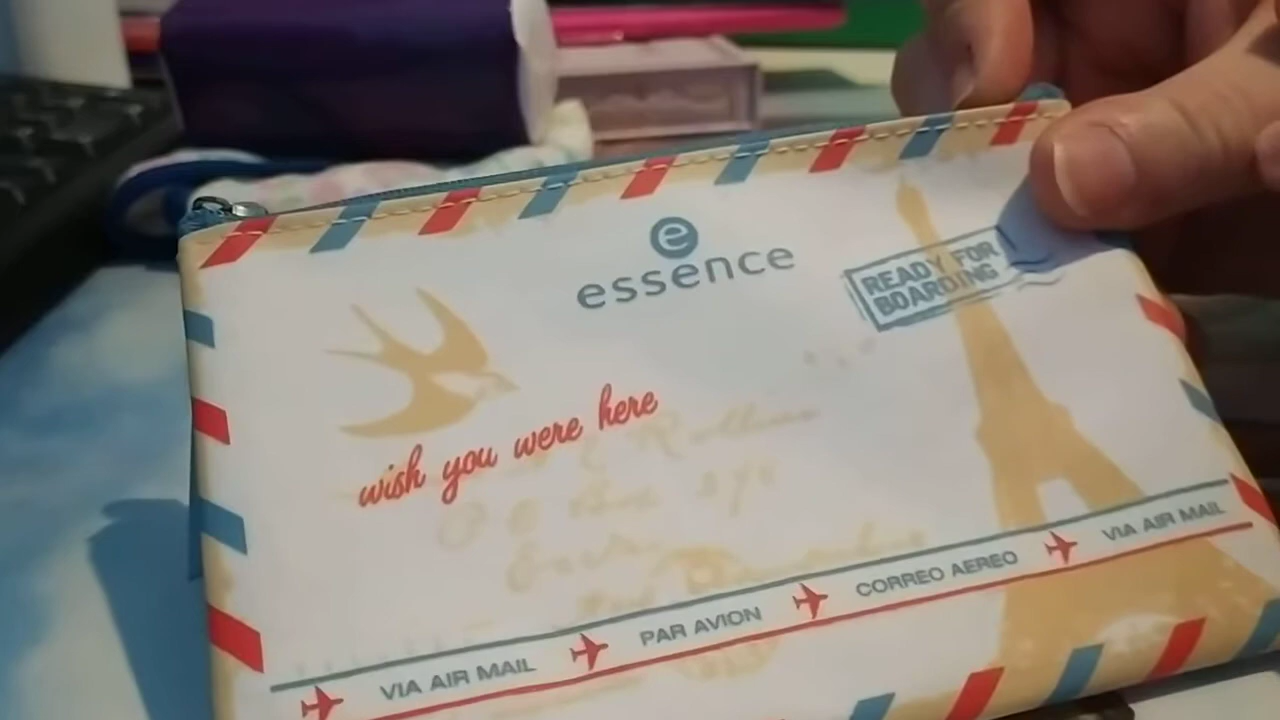 e
essence
READY FOR
BOARDING
wish you were here
VIA AIR MAIL PAR AVION CORREO AEREO VIA AIR MAIL